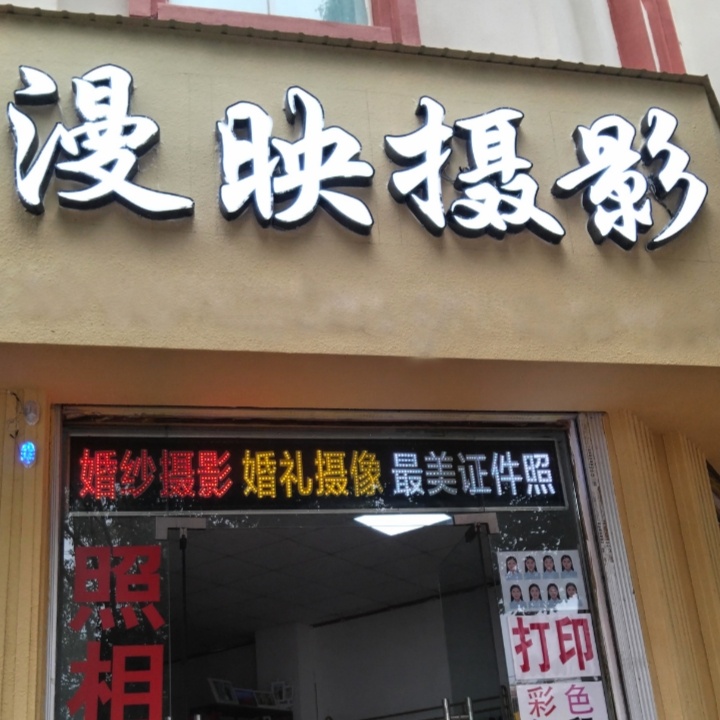 漫映摄影
婚纱摄影 婚礼摄像 最美证件照
照相
打印
彩色